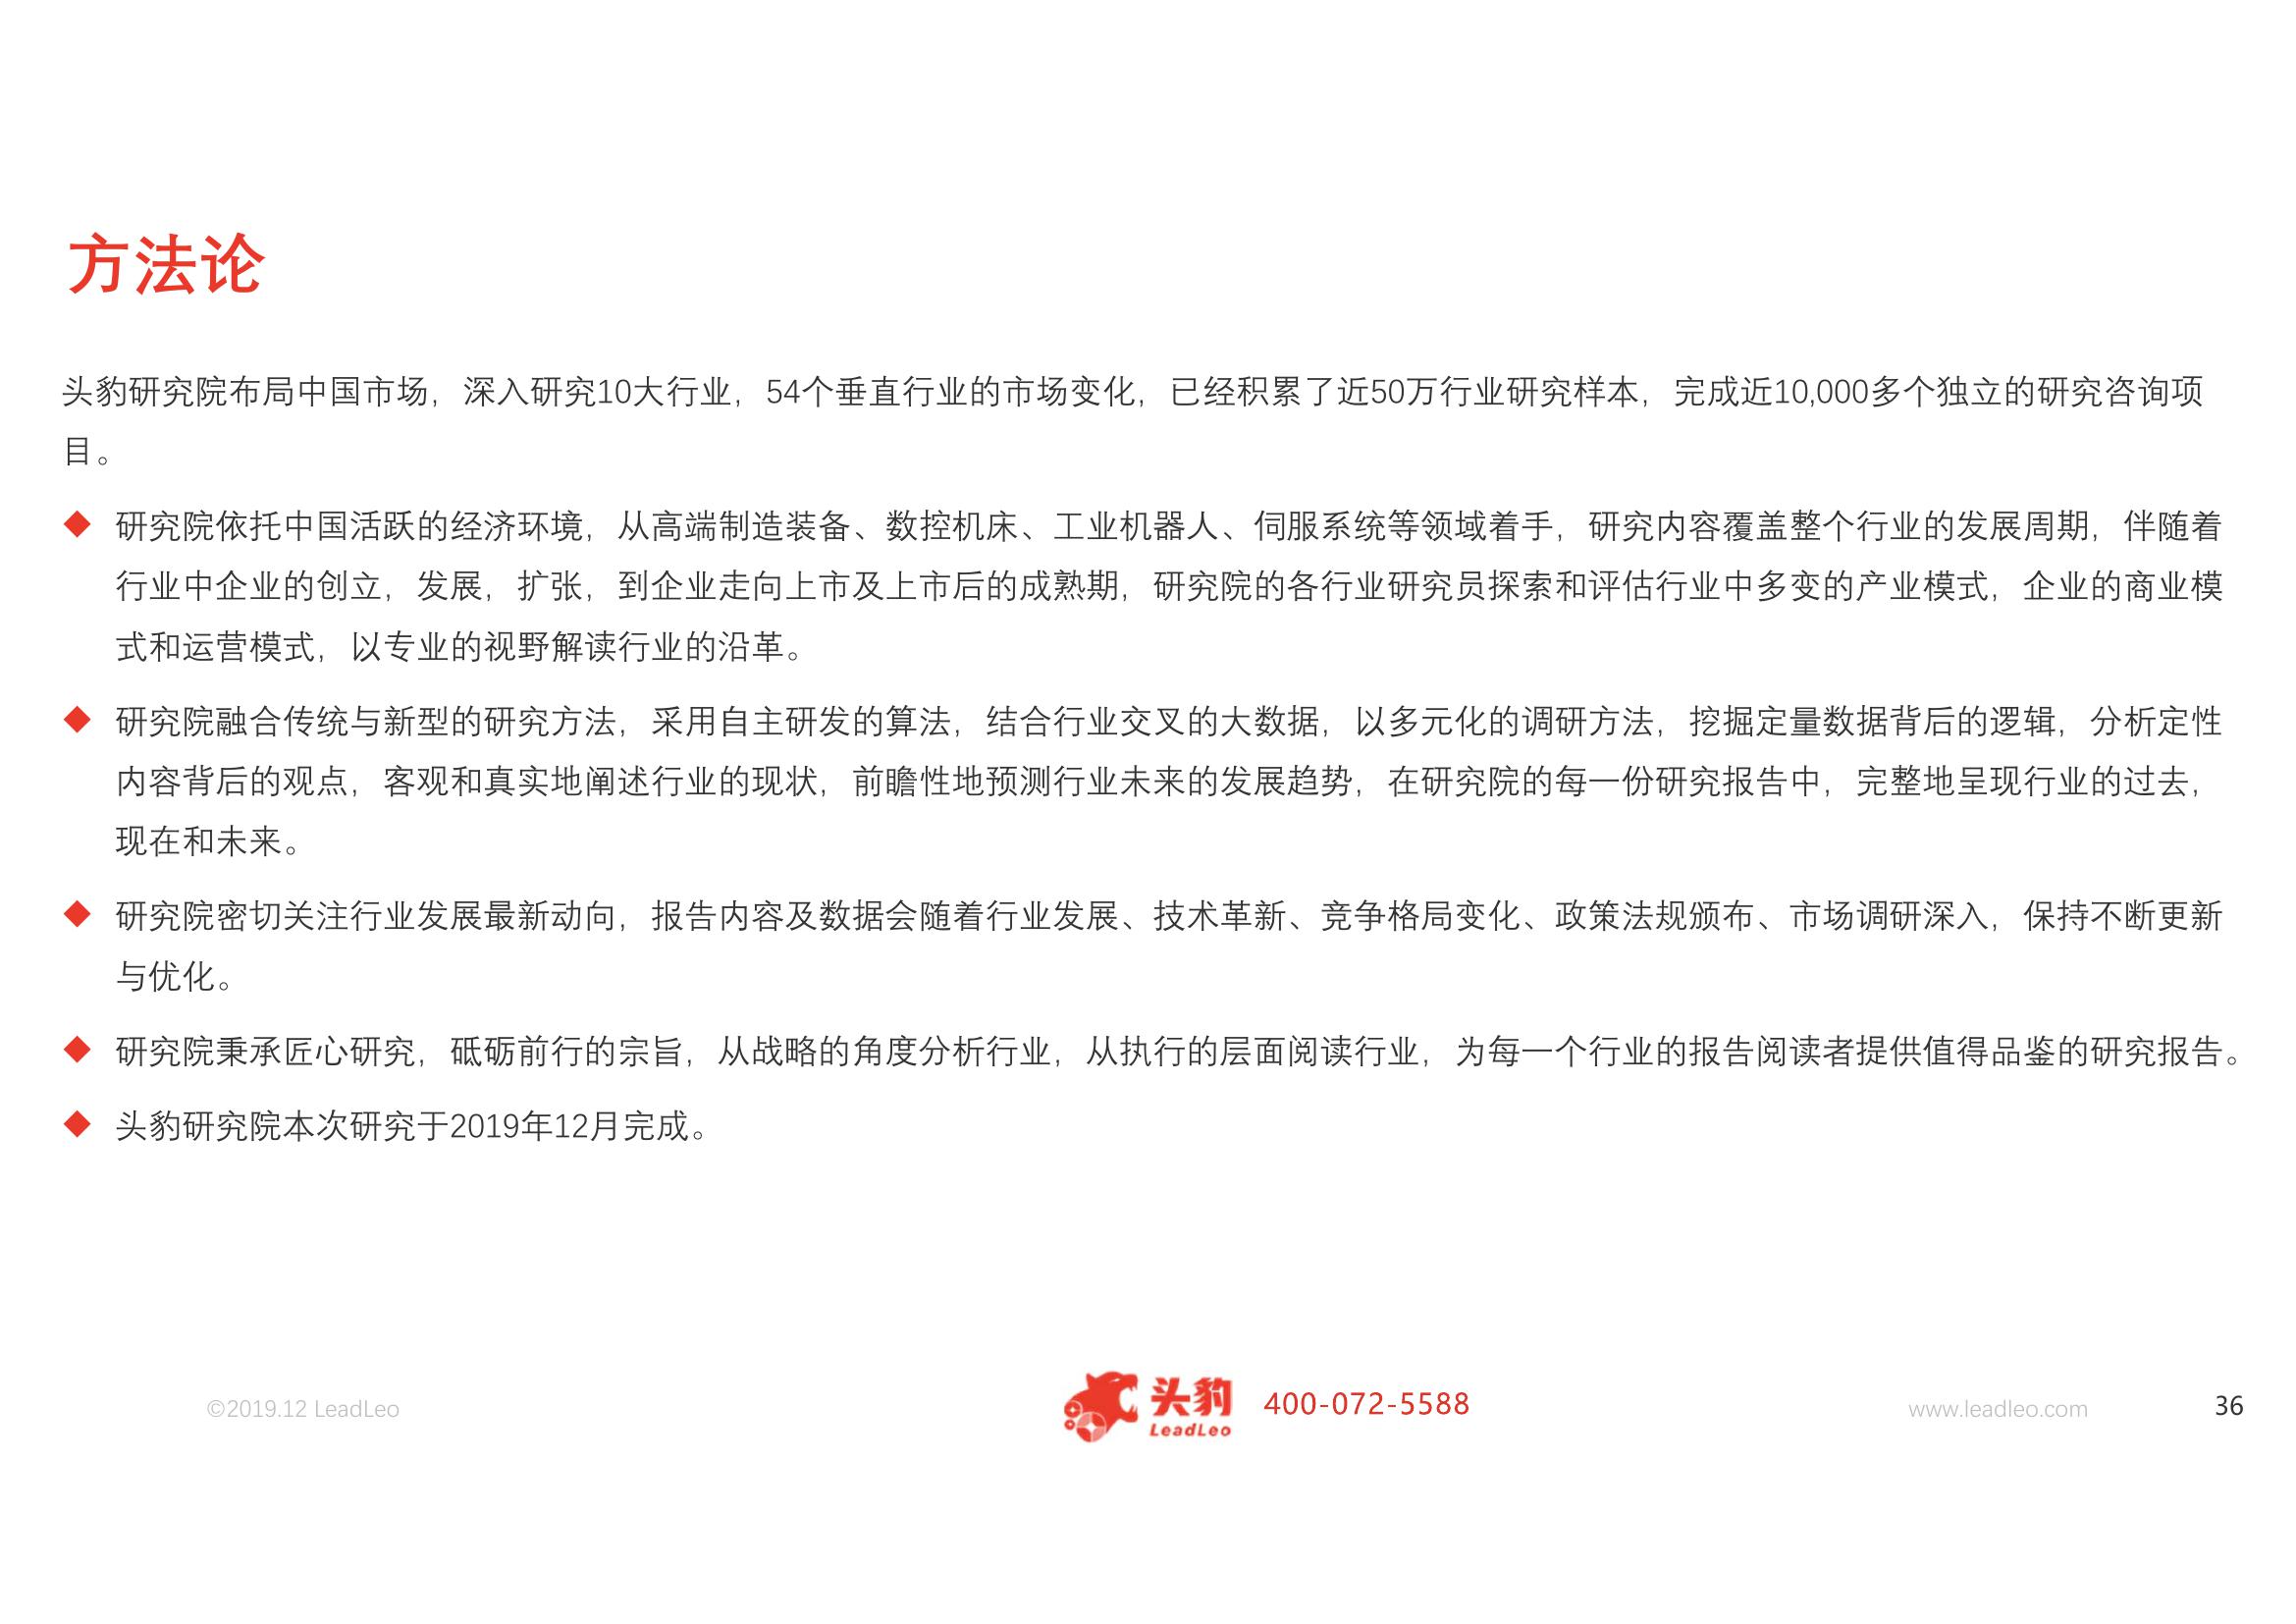 方法论
头豹研究院布局中国市场，深入研究10大行业，54个垂直行业的市场变化，已经积累了近50万行业研究样本，完成近10,000多个独立的研究咨询项
目。
◆ 研究院依托中国活跃的经济环境，从高端制造装备、数控机床、工业机器人、伺服系统等领域着手，研究内容覆盖整个行业的发展周期，伴随着
行业中企业的创立，发展，扩张，到企业走向上市及上市后的成熟期，研究院的各行业研究员探索和评估行业中多变的产业模式，企业的商业模
式和运营模式，以专业的视野解读行业的沿革。
◆ 研究院融合传统与新型的研究方法，采用自主研发的算法，结合行业交叉的大数据，以多元化的调研方法，挖掘定量数据背后的逻辑，分析定性
内容背后的观点，客观和真实地阐述行业的现状，前瞻性地预测行业未来的发展趋势，在研究院的每一份研究报告中，完整地呈现行业的过去，
现在和未来。
◆ 研究院密切关注行业发展最新动向，报告内容及数据会随着行业发展、技术革新、竞争格局变化、政策法规颁布、市场调研深入，保持不断更新
与优化。
◆ 研究院秉承匠心研究，砥砺前行的宗旨，从战略的角度分析行业，从执行的层面阅读行业，为每一个行业的报告阅读者提供值得品鉴的研究报告。
◆ 头豹研究院本次研究于2019年12月完成。
©2019.12 LeadLeo
头豹
LeadLeo
400-072-5588
www.leadleo.com
36